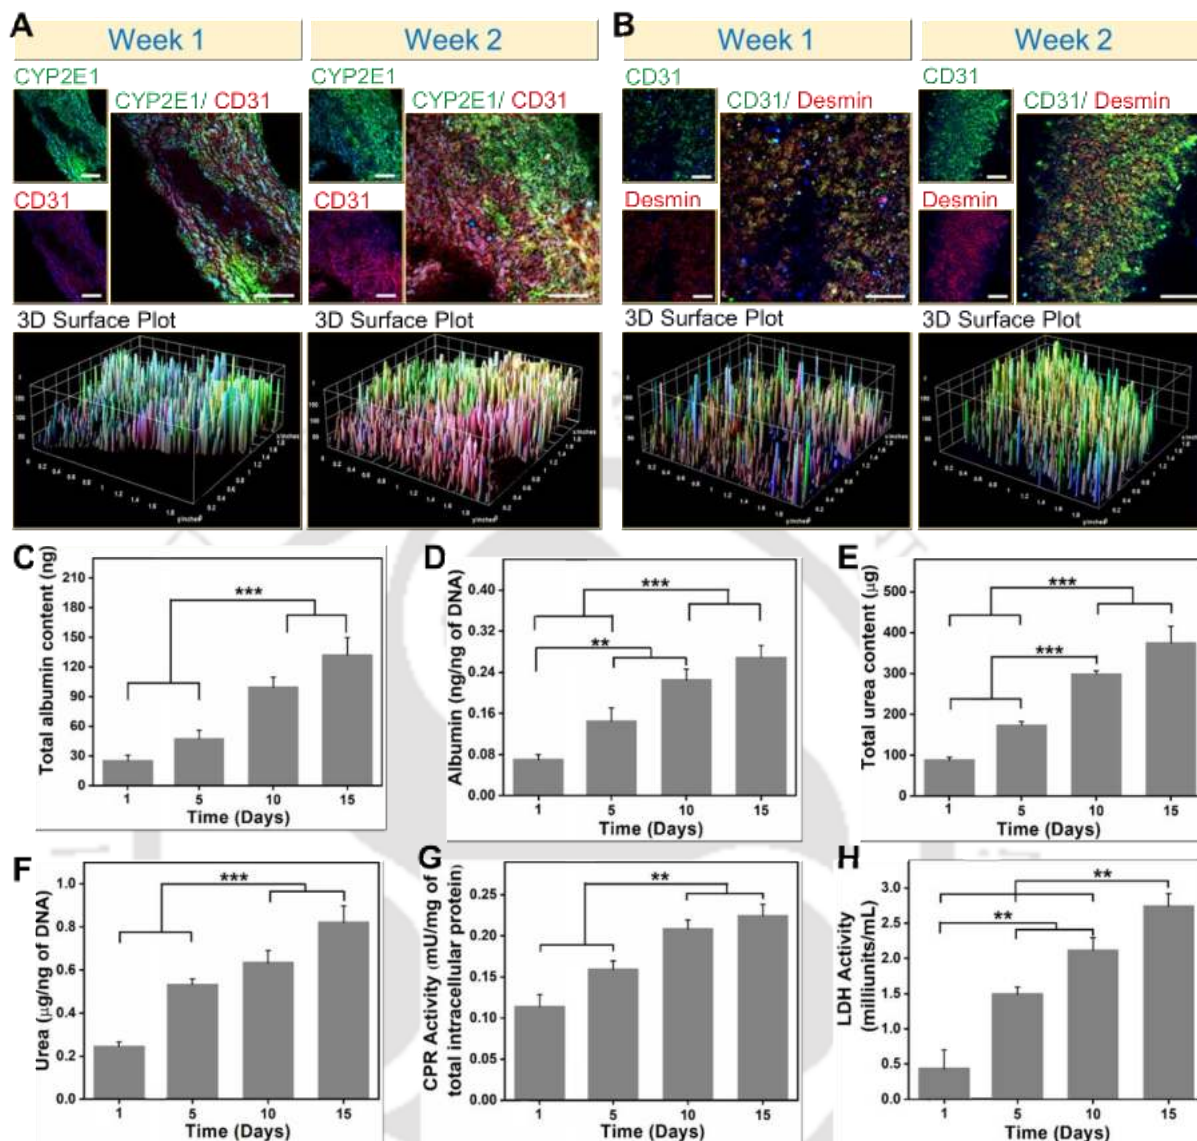 A
Week 1
Week 2
CYP2E1
CYP2E1/ CD31
CD31
CYP2E1
CYP2E1/ CD31
CD31
3D Surface Plot
3D Surface Plot
B
Week 1
Week 2
CD31
CD31/ Desmin
Desmin
CD31
CD31/ Desmin
Desmin
3D Surface Plot
3D Surface Plot
C
Total albumin content (ng)
210
180
150
120
90
60
30
0
***
1 5 10 15
Time (Days)
D
Albumin (ng/ng of DNA)
0.40
0.32
0.24
0.16
0.08
0.00
***
**
1 5 10 15
Time (Days)
E
Total urea content (µg)
500
400
300
200
100
0
***
***
1 5 10 15
Time (Days)
F
Urea (µg/ng of DNA)
1.0
0.8
0.6
0.4
0.2
0.0
***
1 5 10 15
Time (Days)
G
CPR Activity (mU/mg of
total intracellular protein)
0.25
0.20
0.15
0.10
0.05
0.00
**
1 5 10 15
Time (Days)
H
LDH Activity
(milliunits/mL)
3.0
2.5
2.0
1.5
1.0
0.5
0.0
**
**
1 5 10 15
Time (Days)